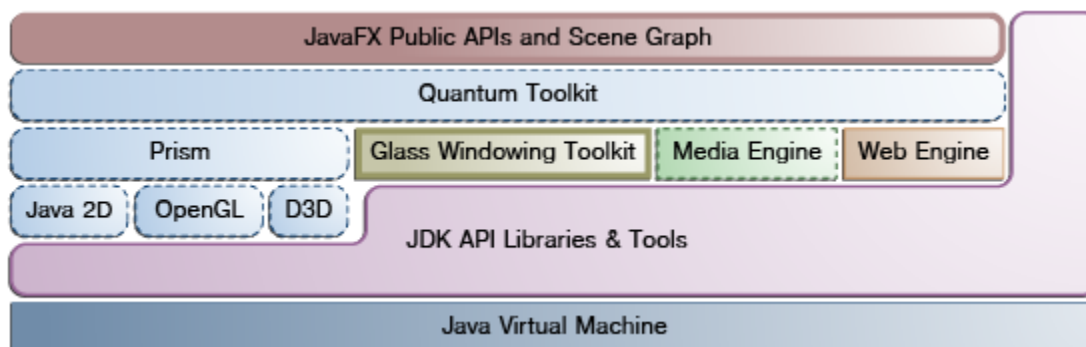 JavaFX Public APIs and Scene Graph
Quantum Toolkit
Prism
Glass Windowing Toolkit
Media Engine
Web Engine
Java 2D
OpenGL
D3D
JDK API Libraries & Tools
Java Virtual Machine